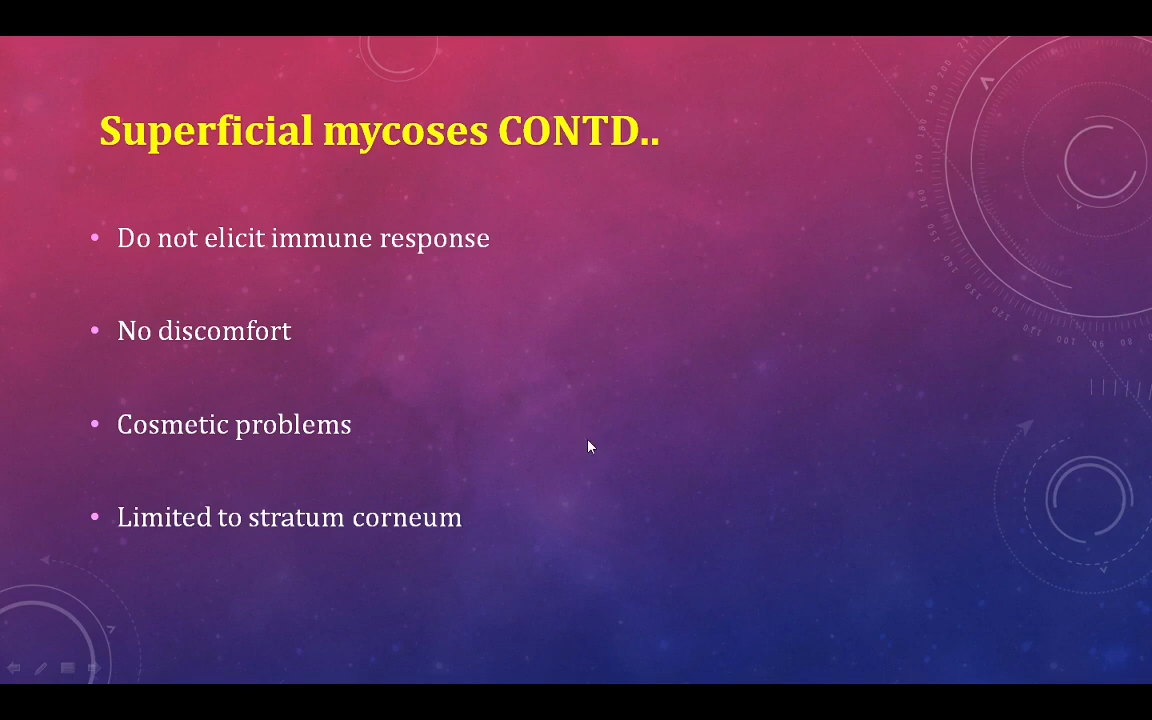 Superficial mycoses CONTD..
• Do not elicit immune response
• No discomfort
• Cosmetic problems
• Limited to stratum corneum